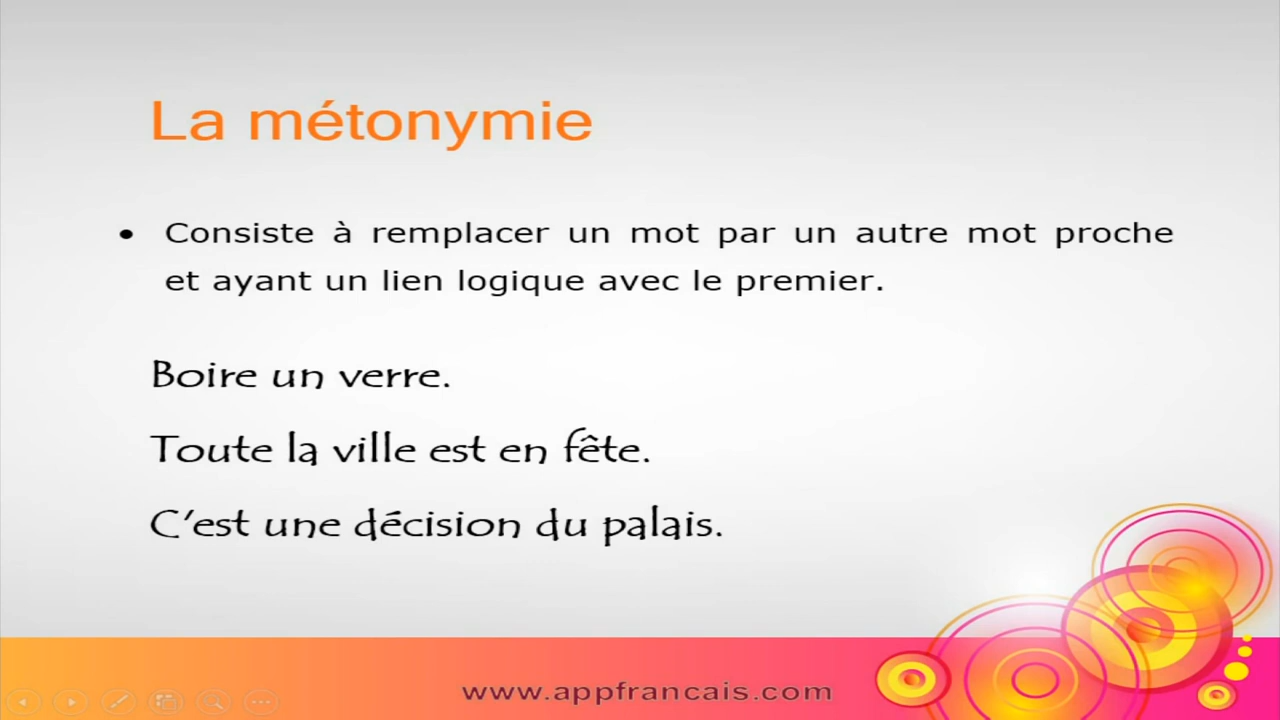 La métonymie
• Consiste à remplacer un mot par un autre mot proche
et ayant un lien logique avec le premier.
Boire un verre.
Toute la ville est en fête.
C'est une décision du palais.
www.appfrancais.com